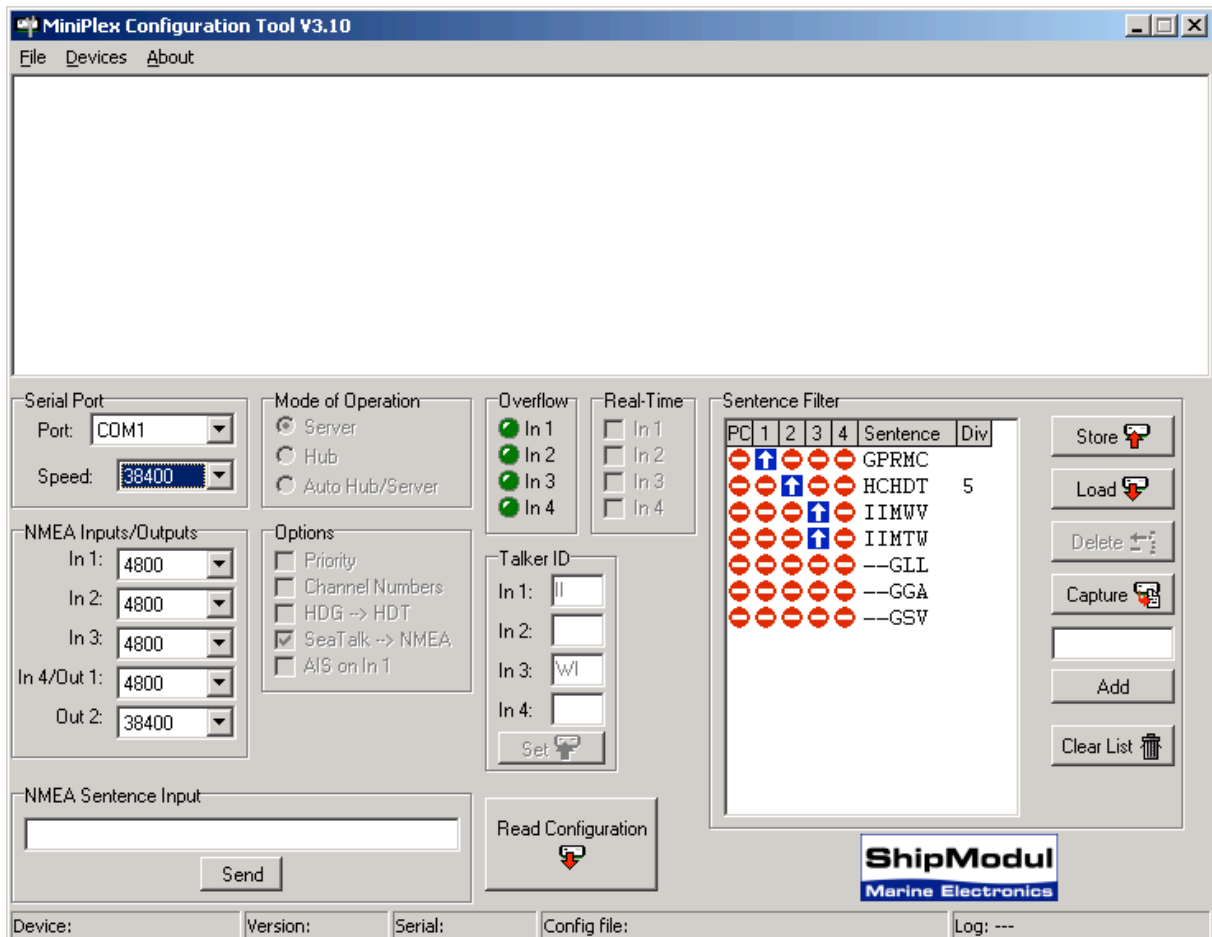 MiniPlex Configuration Tool V3.10
File Devices About
Serial Port
Port: COM1
Speed: 38400
Mode of Operation
Server
Hub
Auto Hub/Server
Overflow
In 1
In 2
In 3
In 4
Real-Time
In 1
In 2
In 3
In 4
NMEA Inputs/Outputs
In 1: 4800
In 2: 4800
In 3: 4800
In 4/Out 1: 4800
Out 2: 38400
Options
Priority
Channel Numbers
HDG --> HDT
SeaTalk --> NMEA
AIS on In 1
Talker ID
In 1: II
In 2:
In 3: WI
In 4:
Set
Sentence Filter
PC 1 2 3 4 Sentence Div
GPRMC
HCHDT 5
IIMWV
IIMTW
--GLL
--GGA
--GSV
Store
Load
Delete
Capture
Add
Clear List
NMEA Sentence Input
Send
Read Configuration
ShipModul
Marine Electronics
Device: Version: Serial: Config file: Log: ---